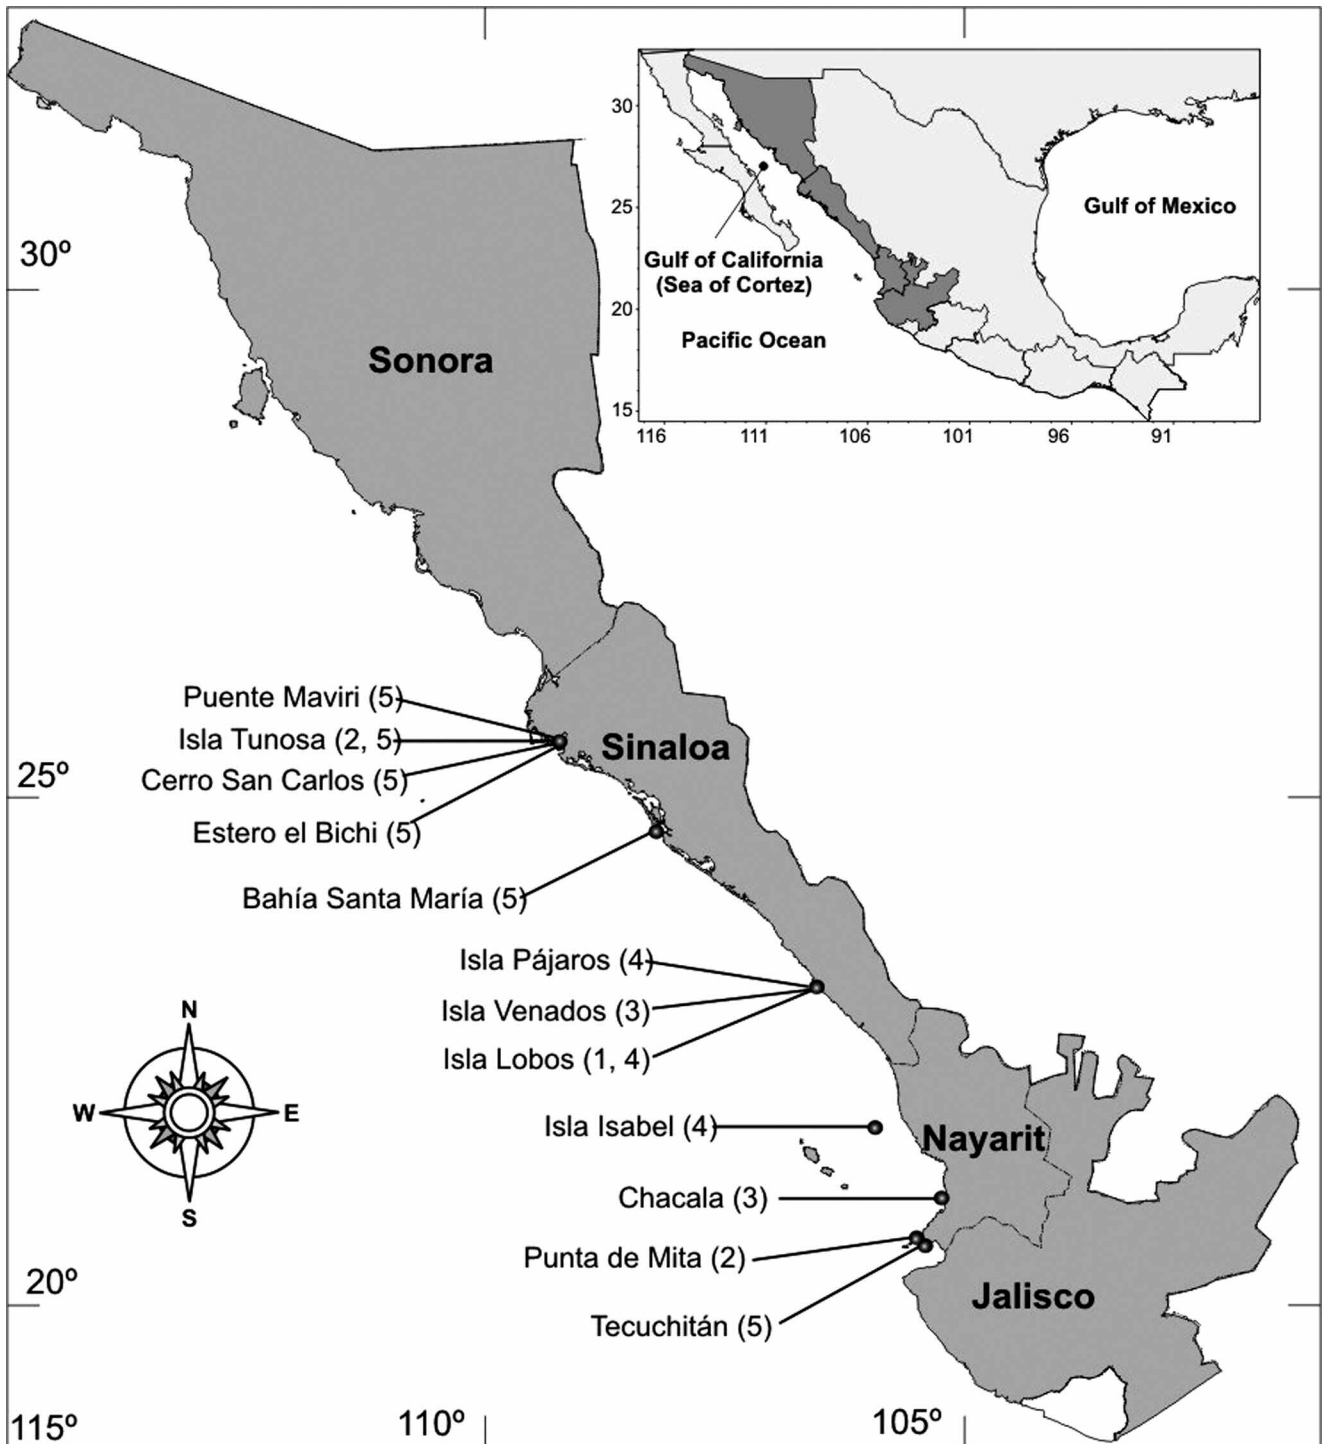 30
25
20
15
116
111
106
101
96
91
Gulf of Mexico
Gulf of California
(Sea of Cortez)
Pacific Ocean
30º
25º
20º
115º
110º
105º
Sonora
Sinaloa
Nayarit
Jalisco
Puente Maviri (5)
Isla Tunosa (2, 5)
Cerro San Carlos (5)
Estero el Bichi (5)
Bahía Santa María (5)
Isla Pájaros (4)
Isla Venados (3)
Isla Lobos (1, 4)
Isla Isabel (4)
Chacala (3)
Punta de Mita (2)
Tecuchitán (5)
N
W
E
S